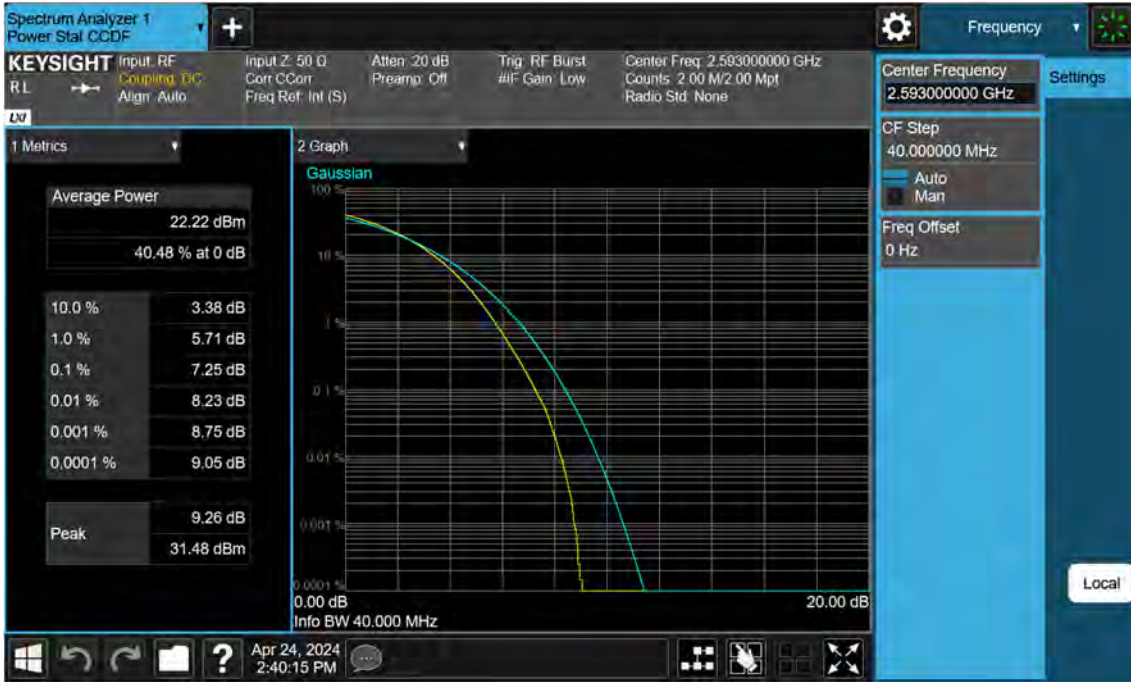 Spectrum Analyzer 1
Power Stat CCDF
Frequency
KEYSIGHT
R L
LXI
Input: RF
Coupling: DC
Align: Auto
Input Z: 50 Ω
Corr CCorr
Freq Ref: Int (S)
Atten: 20 dB
Preamp: Off
Trig: RF Burst
#IF Gain: Low
Center Freq: 2.593000000 GHz
Counts: 2.00 M/2.00 Mpt
Radio Std: None
Center Frequency
2.593000000 GHz
Settings
CF Step
40.000000 MHz
Auto
Man
Freq Offset
0 Hz
1 Metrics
Average Power
22.22 dBm
40.48 % at 0 dB
10.0 % 3.38 dB
1.0 % 5.71 dB
0.1 % 7.25 dB
0.01 % 8.23 dB
0.001 % 8.75 dB
0.0001 % 9.05 dB
Peak
9.26 dB
31.48 dBm
2 Graph
Gaussian
100 %
10 %
1 %
0.1 %
0.01 %
0.001 %
0.0001 %
0.00 dB 20.00 dB
Info BW 40.000 MHz
Local
Apr 24, 2024
2:40:15 PM